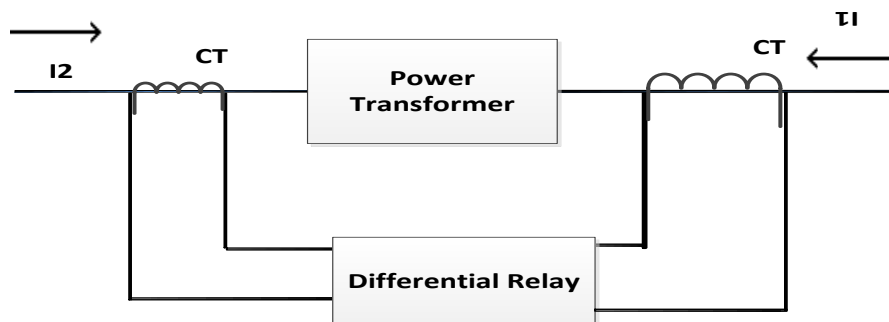 I1
CT
CT
I2
Power
Transformer
Differential Relay